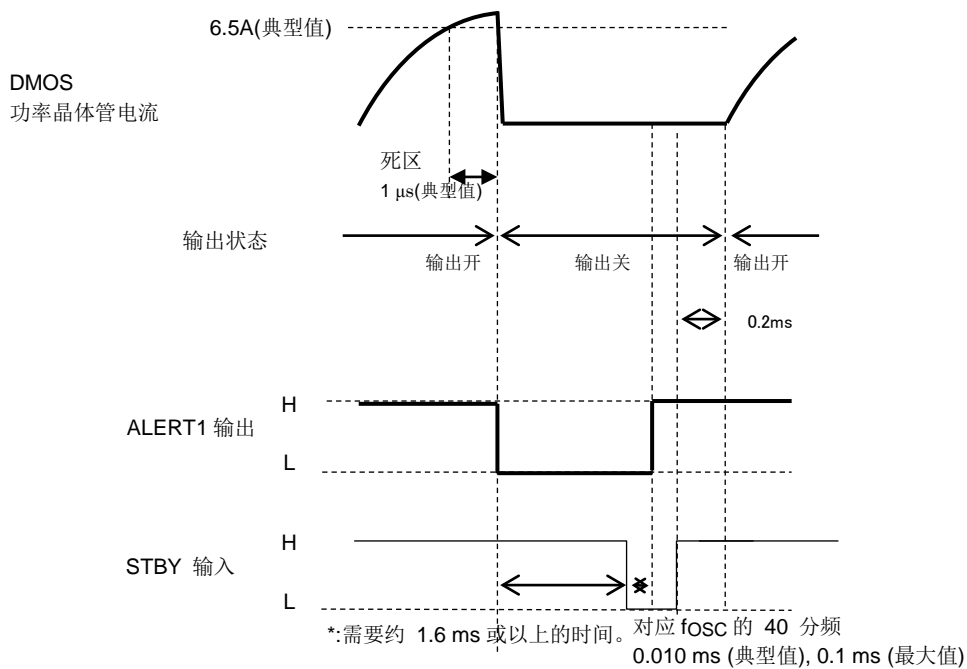 6.5A(典型值)
DMOS
功率晶体管电流
死区
1 μs(典型值)
输出状态
输出开
输出关
输出开
0.2ms
H
ALERT1 输出
L
H
STBY 输入
L
*:需要约 1.6 ms 或以上的时间。
对应 fOSC 的 40 分频
0.010 ms (典型值), 0.1 ms (最大值)